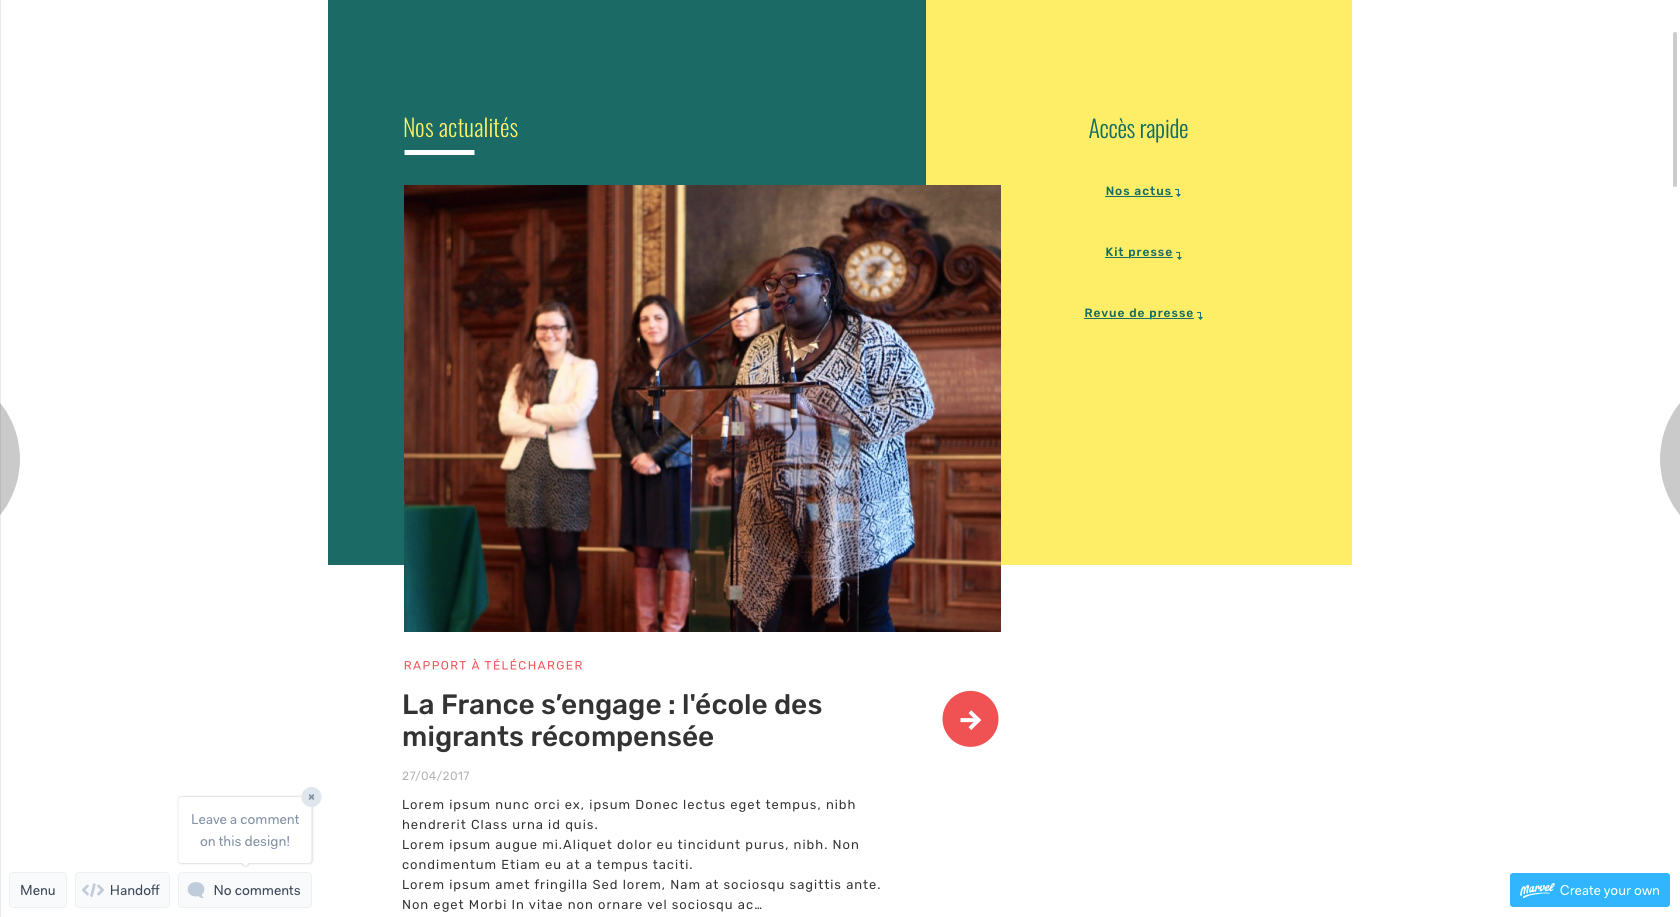 Nos actualités
Accès rapide
Nos actus
Kit presse
Revue de presse
RAPPORT À TÉLÉCHARGER
La France s’engage : l'école des
migrants récompensée
27/04/2017
Lorem ipsum nunc orci ex, ipsum Donec lectus eget tempus, nibh
hendrerit Class urna id quis.
Lorem ipsum augue mi.Aliquet dolor eu tincidunt purus, nibh. Non
condimentum Etiam eu at a tempus taciti.
Lorem ipsum amet fringilla Sed lorem, Nam at sociosqu sagittis ante.
Non eget Morbi In vitae non ornare vel sociosqu ac…
Leave a comment
on this design!
Menu
Handoff
No comments
Marvel Create your own